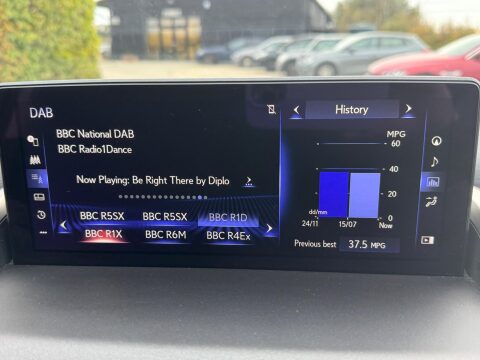 DAB
BBC National DAB
BBC Radio1Dance
Now Playing: Be Right There by Diplo
BBC R5SX BBC R5SX BBC R1D
BBC R1X BBC R6M BBC R4Ex
History
MPG
60
40
20
0
dd/mm
24/11 15/07 Now
Previous best 37.5 MPG